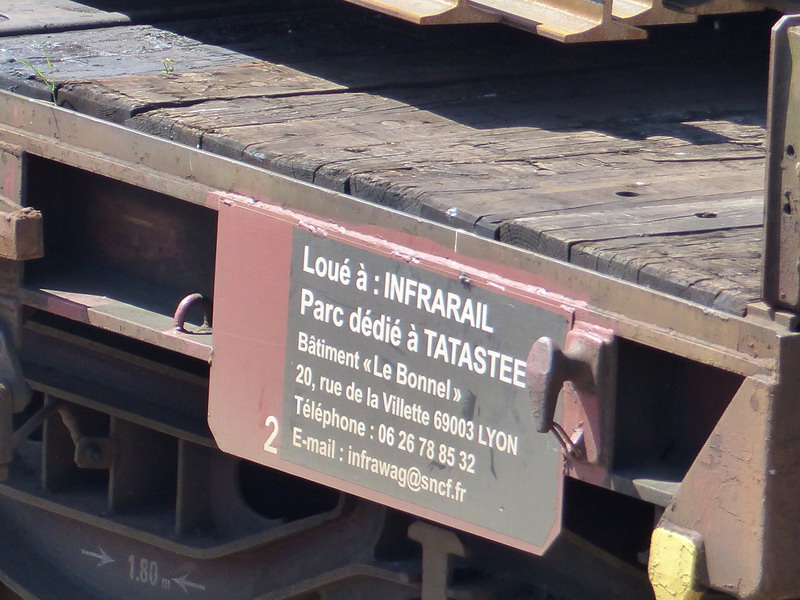 Loué à : INFRARAIL
Parc dédié à TATASTEE
Bâtiment «Le Bonnel»
20, rue de la Villette 69003 LYON
Téléphone : 06 26 78 85 32
E-mail : infrawag@sncf.fr
2
1.80 m